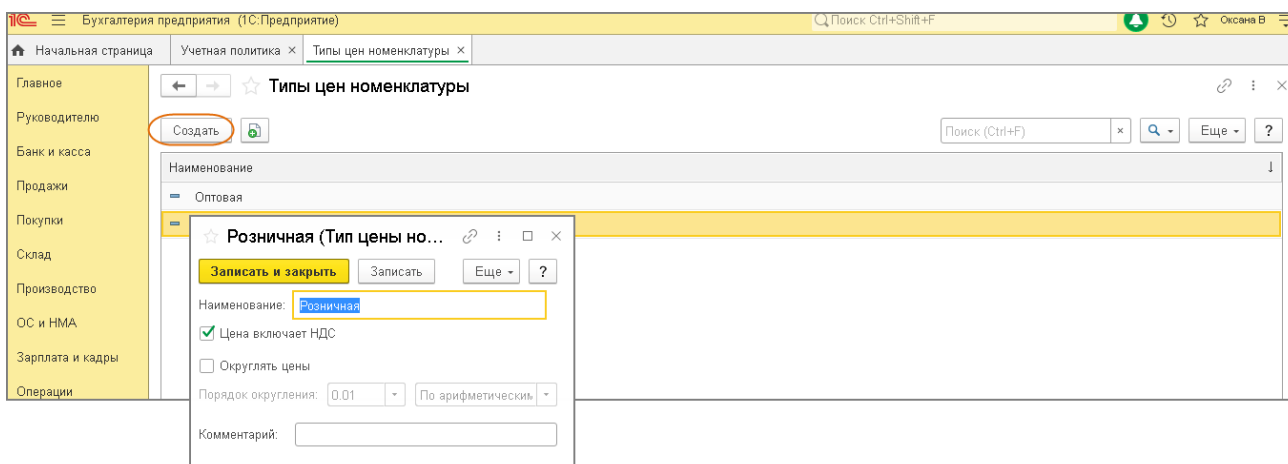 1С Бухгалтерия предприятия (1С:Предприятие) Поиск Ctrl+Shift+F Оксана В
Начальная страница Учетная политика × Типы цен номенклатуры ×
Главное
Типы цен номенклатуры
Руководителю
Создать Поиск (Ctrl+F) × Еще ?
Банк и касса
Наименование
Продажи
Оптовая
Покупки
Розничная (Тип цены но...
Склад
Записать и закрыть Записать Еще ?
Производство
Наименование: Розничная
ОС и НМА
Цена включает НДС
Зарплата и кадры
Округлять цены
Операции
Порядок округления: 0.01 По арифметическим
Комментарий: